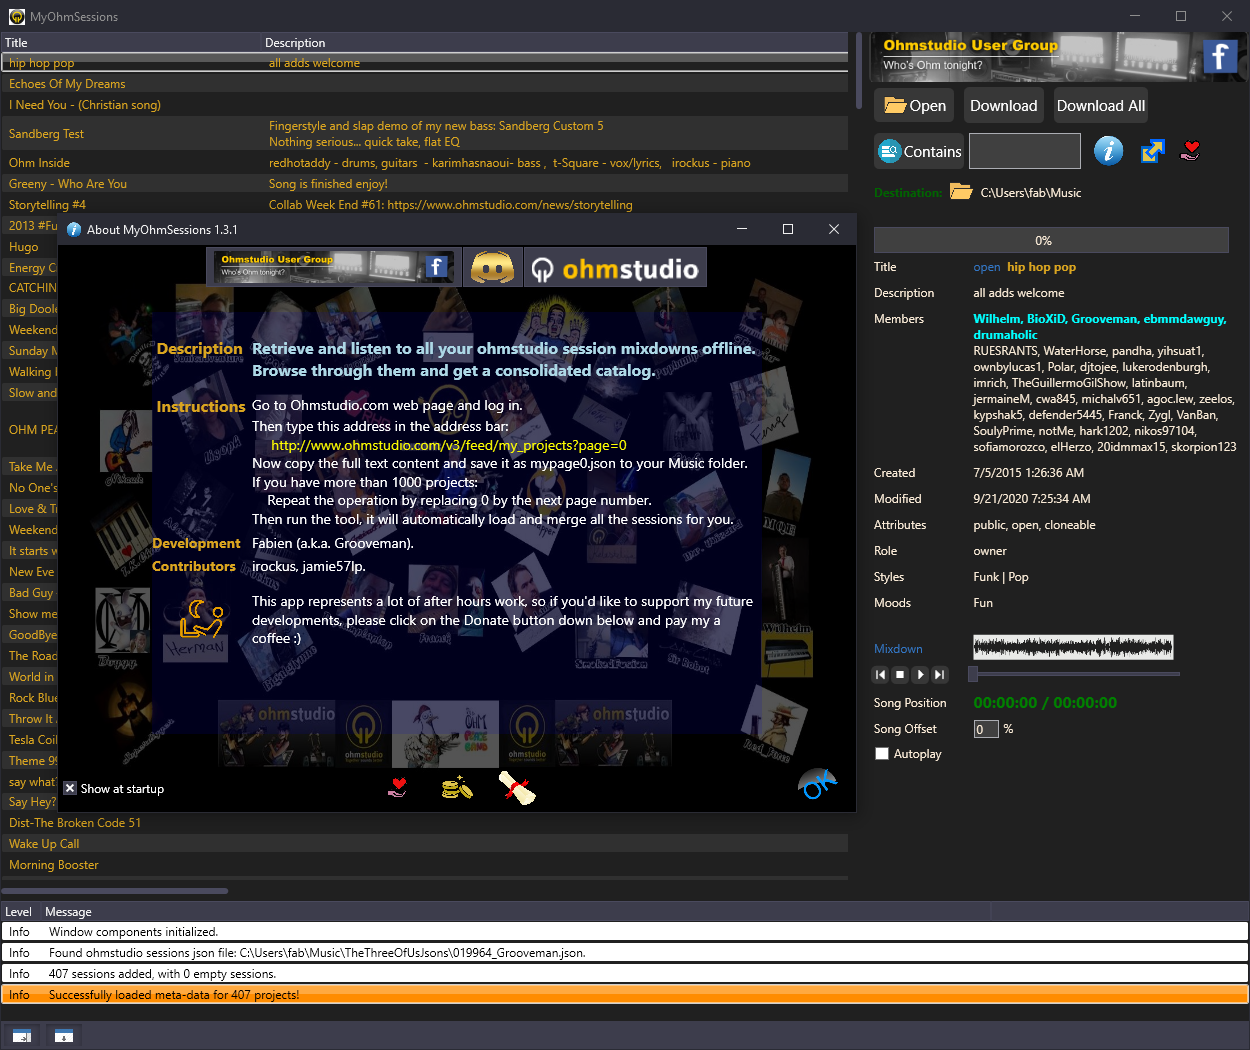 MyOhmSessions
Title Description
hip hop pop all adds welcome
Echoes Of My Dreams
I Need You - (Christian song)
Sandberg Test Fingerstyle and slap demo of my new bass: Sandberg Custom 5
Nothing serious... quick take, flat EQ
Ohm Inside redhotaddy - drums, guitars - karimhasnaoui- bass , t-Square - vox/lyrics, irockus - piano
Greeny - Who Are You Song is finished enjoy!
Storytelling #4 Collab Week End #61: https://www.ohmstudio.com/news/storytelling
2013 #Fu
Hugo
Energy C
CATCHIN
Big Doole
Weekend
Sunday M
Walking I
Slow and
OHM PEA
Take Me
No One's
Love & Tr
Weekend
It starts w
New Eve
Bad Guy
Show me
GoodBye
The Road
World in
Rock Blue
Throw It
Tesla Coil
Theme 99
say what?
Say Hey?
Dist-The Broken Code 51
Wake Up Call
Morning Booster
About MyOhmSessions 1.3.1
Ohmstudio User Group
Who's Ohm tonight?
f
ohmstudio
Description Retrieve and listen to all your ohmstudio session mixdowns offline.
Browse through them and get a consolidated catalog.
Instructions Go to Ohmstudio.com web page and log in.
Then type this address in the address bar:
http://www.ohmstudio.com/v3/feed/my_projects?page=0
Now copy the full text content and save it as mypage0.json to your Music folder.
If you have more than 1000 projects:
Repeat the operation by replacing 0 by the next page number.
Then run the tool, it will automatically load and merge all the sessions for you.
Development Fabien (a.k.a. Grooveman).
Contributors irockus, jamie57lp.
This app represents a lot of after hours work, so if you'd like to support my future
developments, please click on the Donate button down below and pay my a
coffee :)
Herman
Wilhelm
SmakedFusian
Sir Robot
ohmstudio
ohmstudio
ohmstudio
ohmstudio
Show at startup
OK
Ohmstudio User Group
Who's Ohm tonight?
f
Open Download Download All
Contains
Destination: C:\Users\fab\Music
0%
Title open hip hop pop
Description all adds welcome
Members Wilhelm, BioXiD, Grooveman, ebmmdawguy,
drumaholic
RUESRANTS, WaterHorse, pandha, yihsuat1,
ownbylucas1, Polar, djtojee, lukerodenburgh,
imrich, TheGuillermoGilShow, latinbaum,
jermaineM, cwa845, michalv651, agoc.lew, zeelos,
kypshak5, defender5445, Franck, Zygl, VanBan,
SoulyPrime, notMe, hark1202, nikos97104,
sofiamorozco, elHerzo, 20idmmax15, skorpion123
Created 7/5/2015 1:26:36 AM
Modified 9/21/2020 7:25:34 AM
Attributes public, open, cloneable
Role owner
Styles Funk | Pop
Moods Fun
Mixdown
Song Position 00:00:00 / 00:00:00
Song Offset 0 %
Autoplay
Level Message
Info Window components initialized.
Info Found ohmstudio sessions json file: C:\Users\fab\Music\TheThreeOfUsJsons\019964_Grooveman.json.
Info 407 sessions added, with 0 empty sessions.
Info Successfully loaded meta-data for 407 projects!